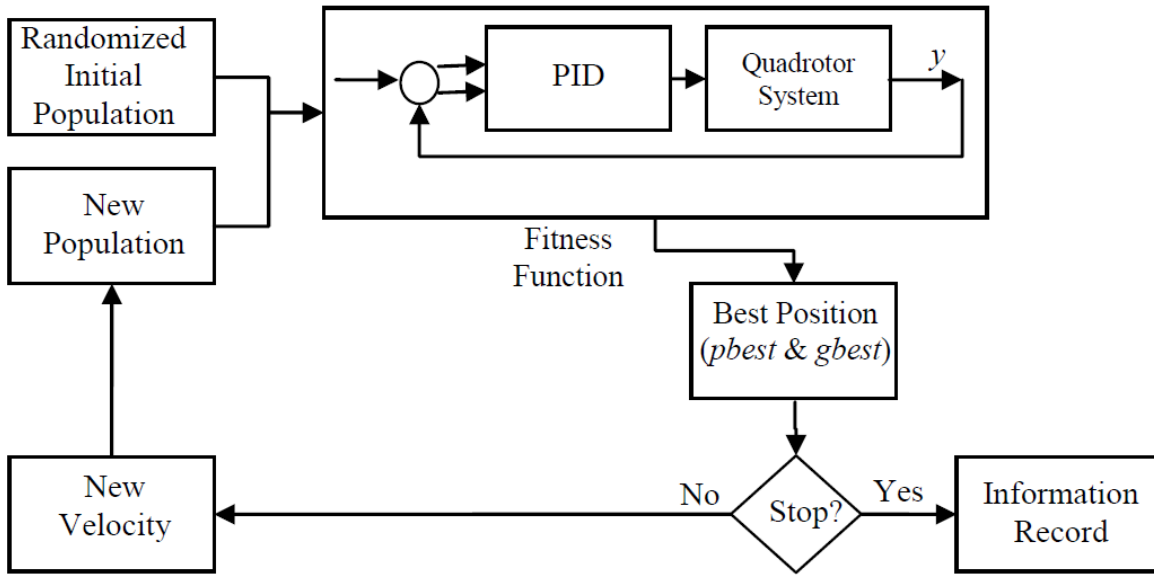 Randomized
Initial
Population
PID
Quadrotor
System
y
New
Population
Fitness
Function
Best Position
(pbest & gbest)
New
Velocity
No
Stop?
Yes
Information
Record